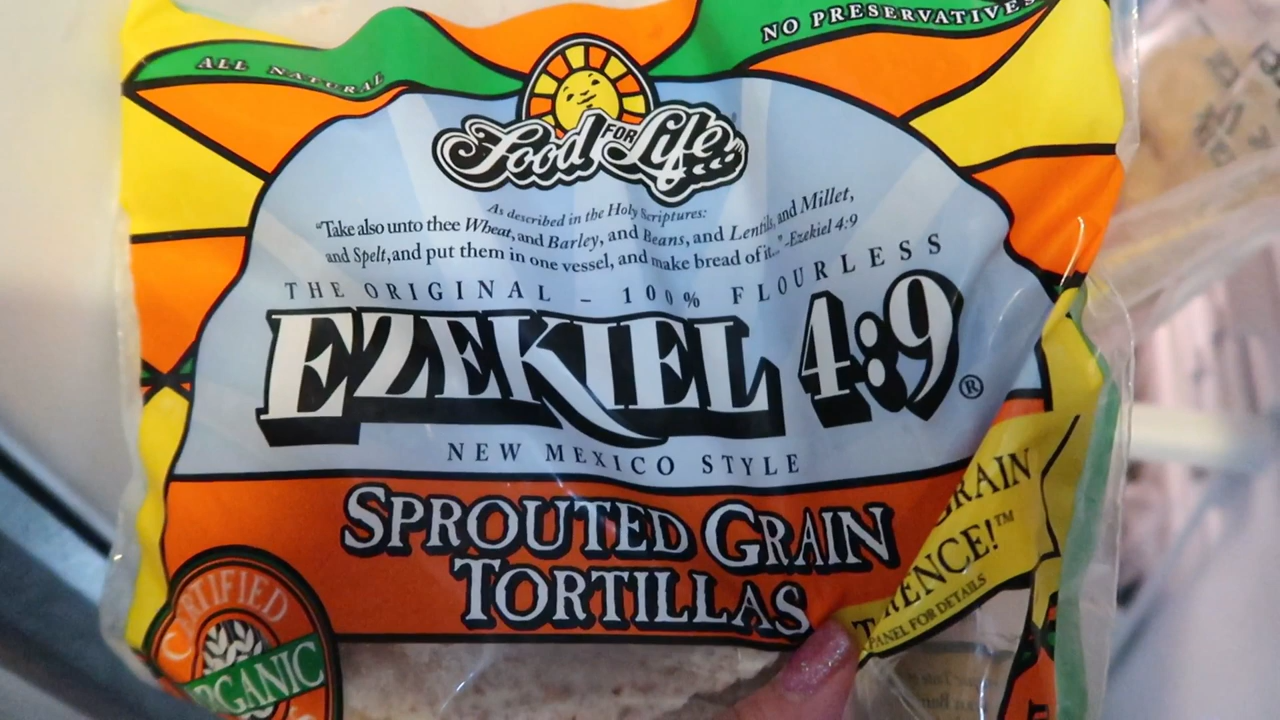 ALL NATURAL
NO PRESERVATIVES
Food FOR Life
As described in the Holy Scriptures:
"Take also unto thee Wheat, and Barley, and Beans, and Lentils, and Millet,
and Spelt, and put them in one vessel, and make bread of it..." -Ezekiel 4:9
THE ORIGINAL - 100% FLOURLESS
EZEKIEL 4:9®
NEW MEXICO STYLE
SPROUTED GRAIN
TORTILLAS
GRAIN
RENCE!™
PANEL FOR DETAILS
CERTIFIED
RGANIC